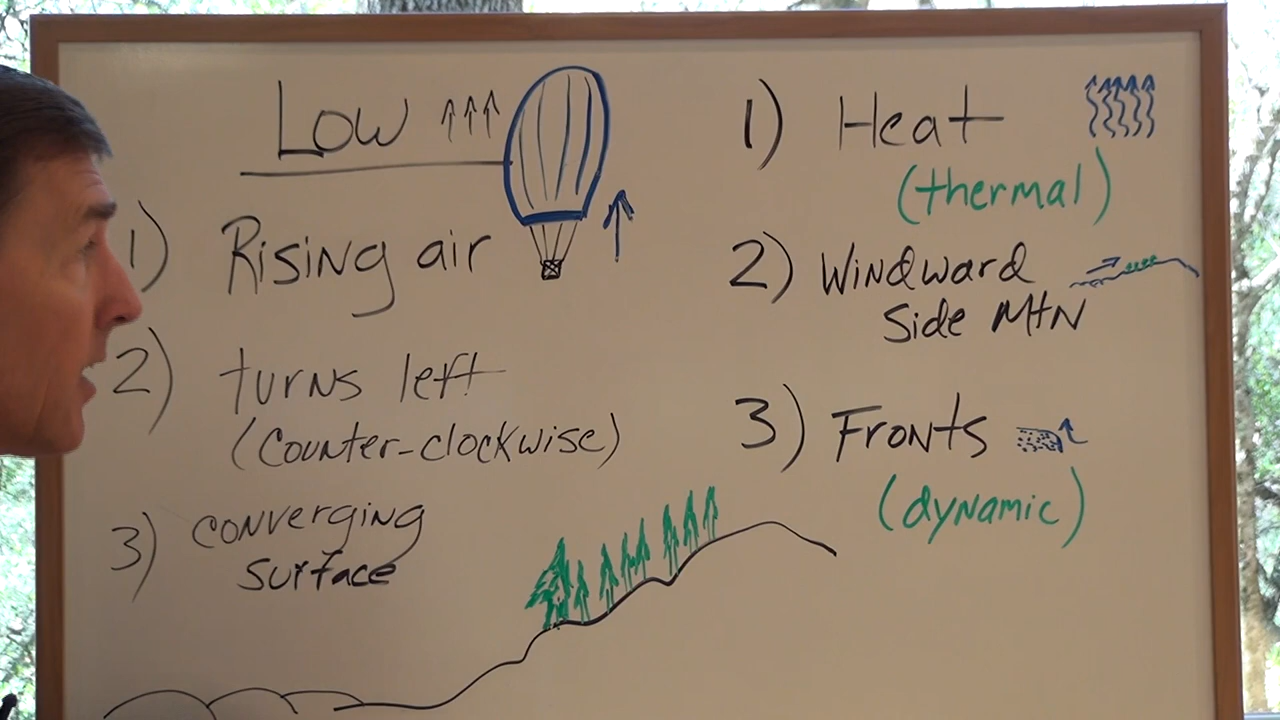 Low
1) Rising air
2) turns left
(counter-clockwise)
3) converging
surface
1) Heat
(thermal)
2) Windward
Side MtN
3) Fronts
(dynamic)